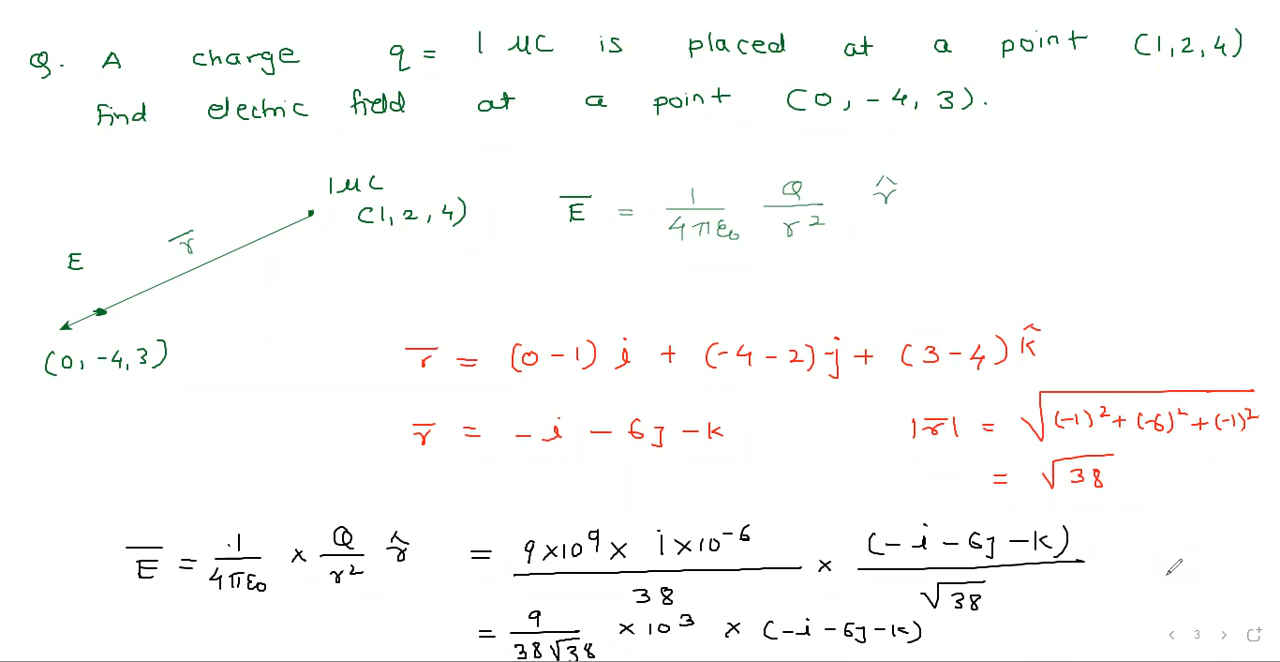 Q. A charge q = 1 μC is placed at a point (1, 2, 4)
Find electric field at a point (0, -4, 3).
1μC
(1, 2, 4)
r̅
E
(0, -4, 3)
E̅ = 1/4πε₀ Q/r² r̂
r̅ = (0-1) i + (-4-2) j + (3-4) k̂
r̅ = -i - 6j - k
|r̅| = √((-1)² + (-6)² + (-1)²)
= √38
E̅ = 1/4πε₀ × Q/r² r̂ = 9×10⁹ × 1×10⁻⁶/38 × (-i - 6j - k)/√38
= 9/38√38 × 10³ × (-i - 6j - k)
< 3 >